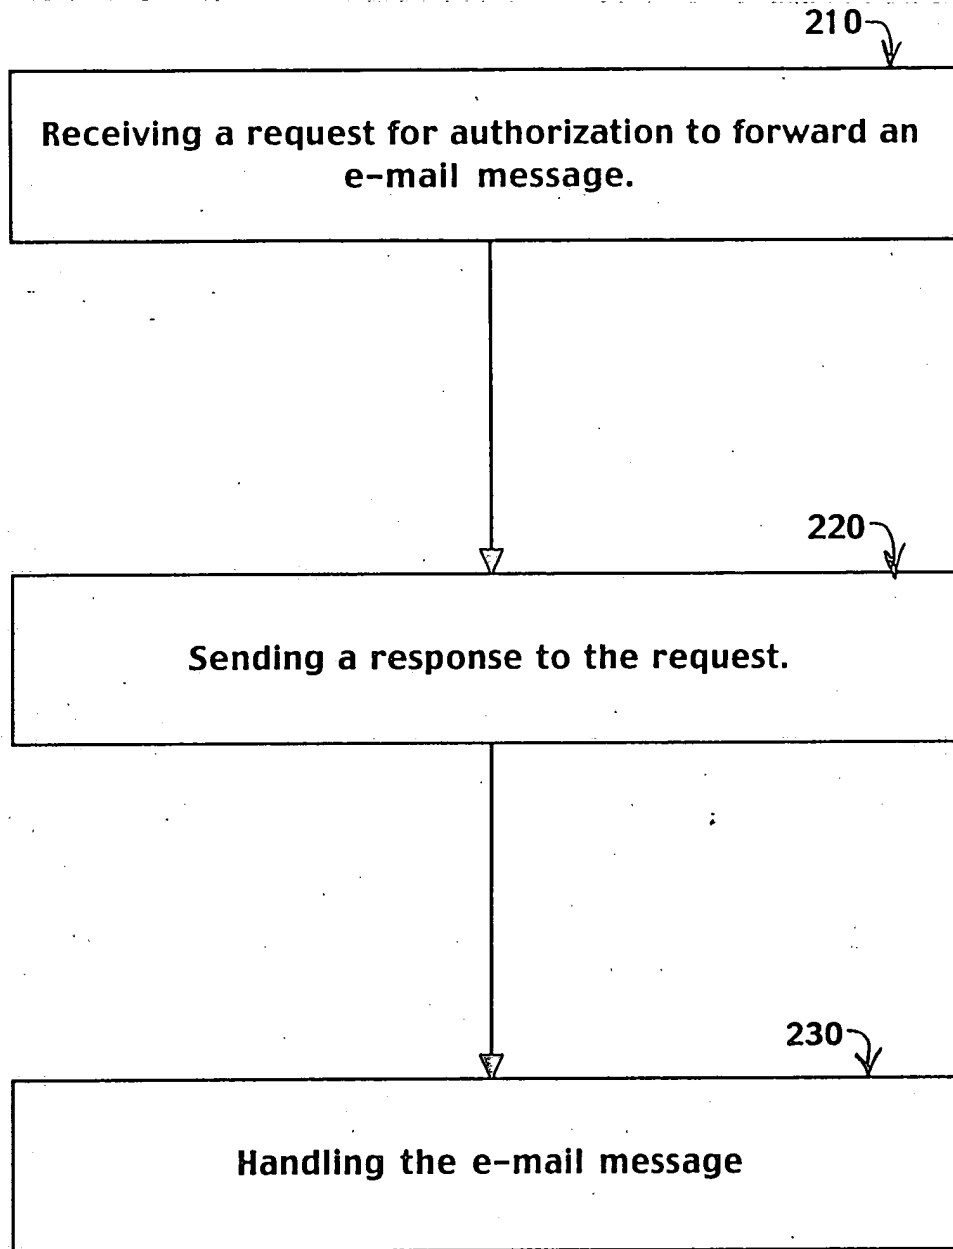 210
Receiving a request for authorization to forward an
e-mail message.
220
Sending a response to the request.
230
Handling the e-mail message